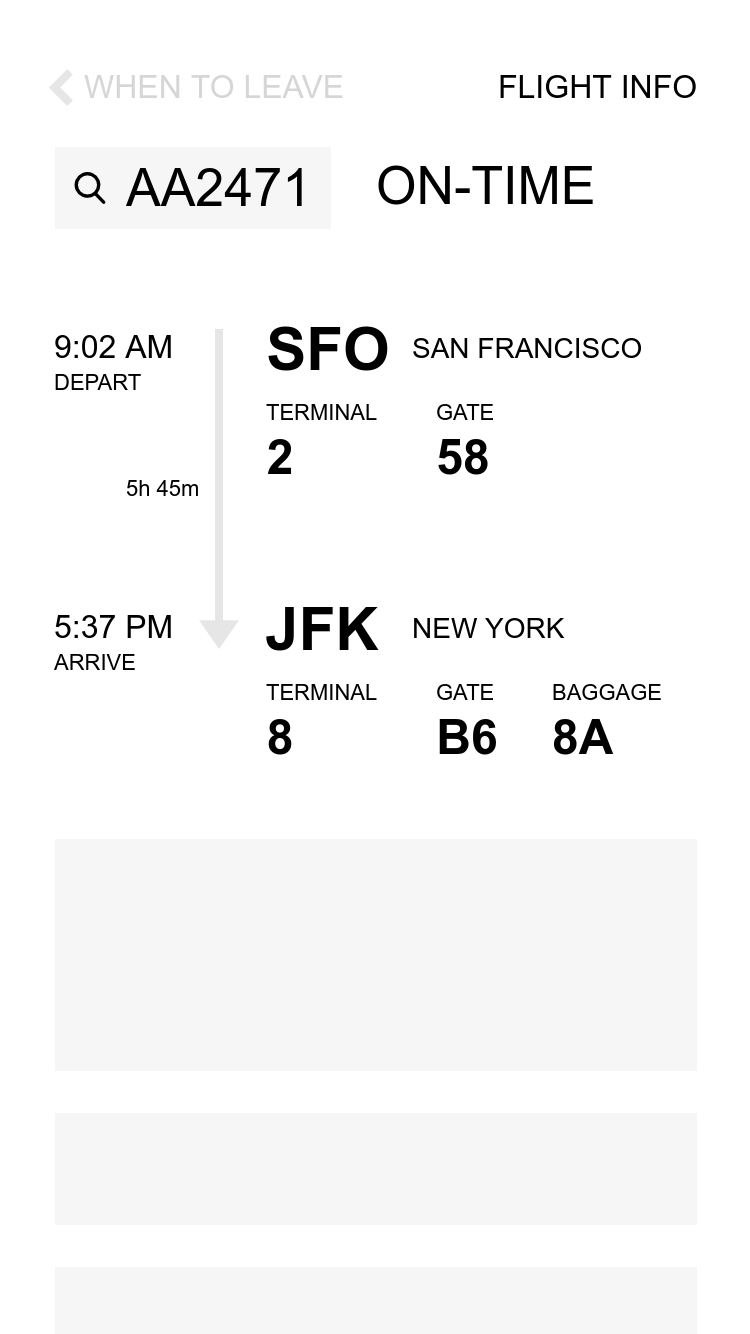 WHEN TO LEAVE FLIGHT INFO
AA2471 ON-TIME
9:02 AM SFO SAN FRANCISCO
DEPART
TERMINAL GATE
2 58
5h 45m
5:37 PM JFK NEW YORK
ARRIVE
TERMINAL GATE BAGGAGE
8 B6 8A